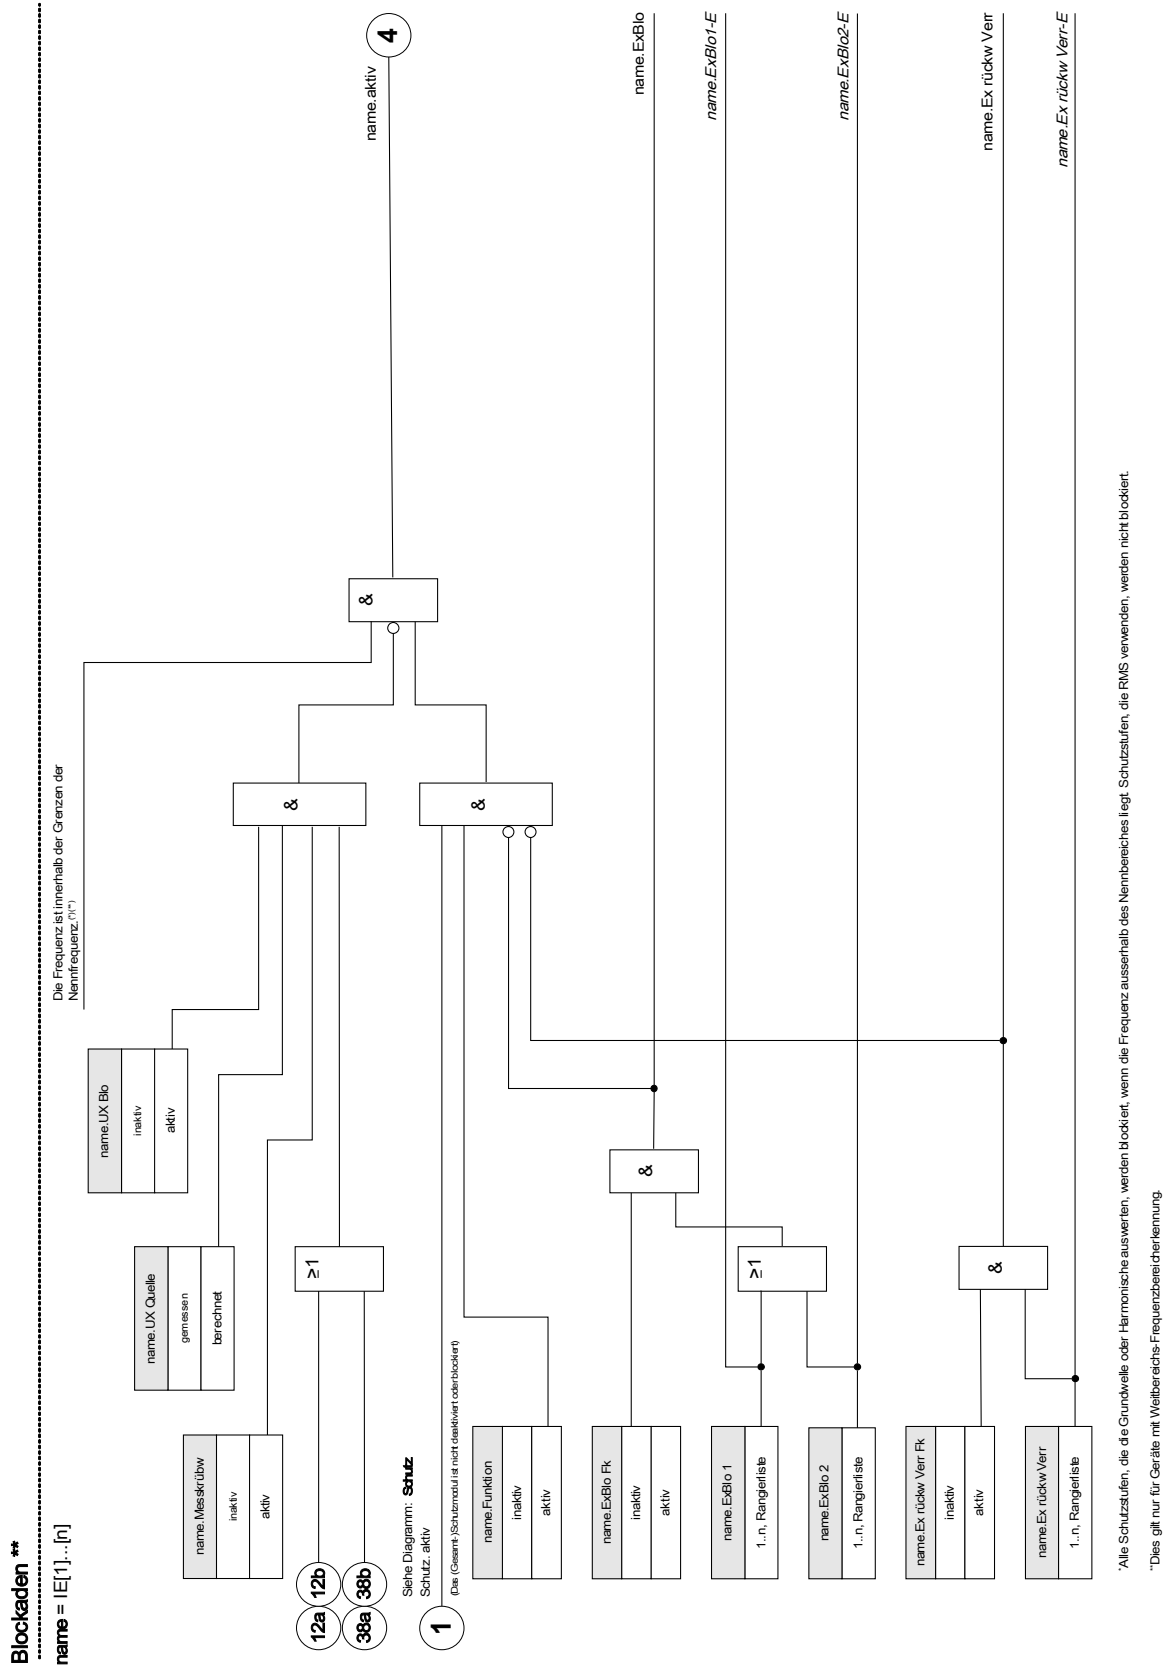 Blockaden **
name = IE[1]...[n]
Die Frequenz ist innerhalb der Grenzen der
Nennfrequenz.(*)(**)
name.UX Blo
inaktiv
aktiv
name.UX Quelle
gemessen
berechnet
name.Messkrübw
inaktiv
aktiv
12a
12b
38a
38b
≥1
&
&
4
name.aktiv
Siehe Diagramm: Schutz
Schutz. aktiv
(Das (Gesamt-)Schutzmodul ist nicht deaktiviert oder blockiert)
1
name.Funktion
inaktiv
aktiv
&
name.ExBlo Fk
inaktiv
aktiv
&
name.ExBlo
name.ExBlo 1
1..n, Rangierliste
name.ExBlo1-E
≥1
name.ExBlo 2
1..n, Rangierliste
name.ExBlo2-E
name.Ex rückw Verr Fk
inaktiv
aktiv
&
name.Ex rückw Verr
name.Ex rückw Verr
1..n, Rangierliste
name.Ex rückw Verr-E
*Alle Schutzstufen, die die Grundwelle oder Harmonische auswerten, werden blockiert, wenn die Frequenz ausserhalb des Nennbereiches liegt. Schutzstufen, die RMS verwenden, werden nicht blockiert.
**Dies gilt nur für Geräte mit Weitbereichs-Frequenzbereicherkennung.